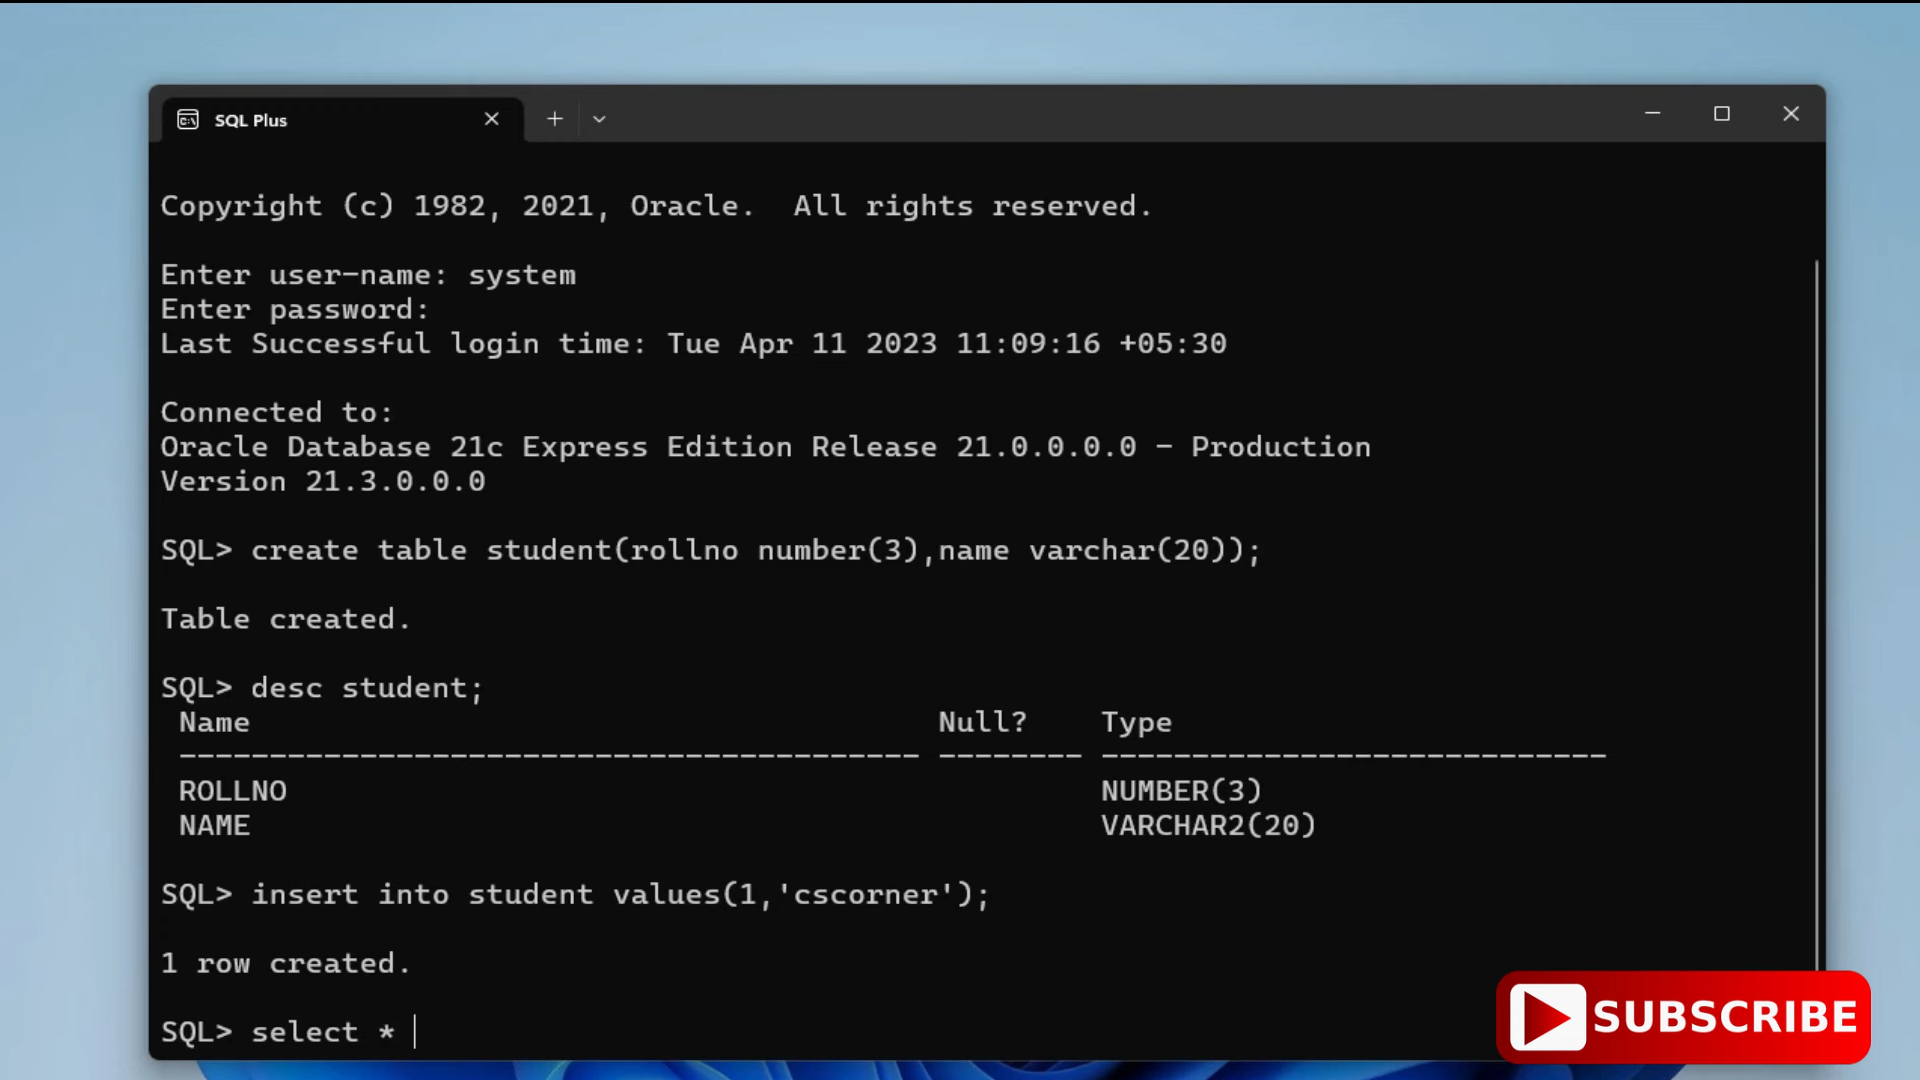 SQL Plus
Copyright (c) 1982, 2021, Oracle.  All rights reserved.
Enter user-name: system
Enter password:
Last Successful login time: Tue Apr 11 2023 11:09:16 +05:30
Connected to:
Oracle Database 21c Express Edition Release 21.0.0.0.0 - Production
Version 21.3.0.0.0
SQL> create table student(rollno number(3),name varchar(20));
Table created.
SQL> desc student;
Name                                      Null?    Type
----------------------------------------- -------- ----------------------------
ROLLNO                                             NUMBER(3)
NAME                                               VARCHAR2(20)
SQL> insert into student values(1,'cscorner');
1 row created.
SQL> select *
SUBSCRIBE